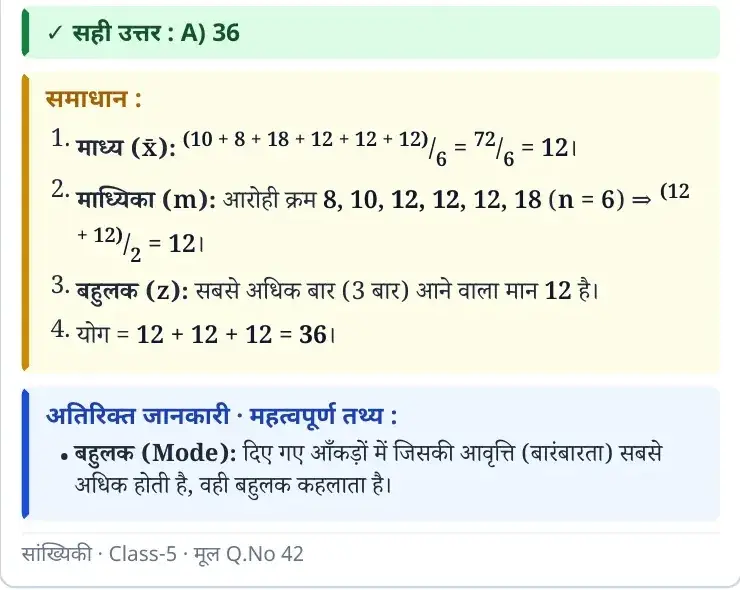 ✓ सही उत्तर : A) 36
समाधान :
1. माध्य (x̄): (10 + 8 + 18 + 12 + 12 + 12)/6 = 72/6 = 12।
2. माध्यिका (m): आरोही क्रम 8, 10, 12, 12, 12, 18 (n = 6) ⇒ (12
+ 12)/2 = 12।
3. बहुलक (z): सबसे अधिक बार (3 बार) आने वाला मान 12 है।
4. योग = 12 + 12 + 12 = 36।
अतिरिक्त जानकारी · महत्वपूर्ण तथ्य :
• बहुलक (Mode): दिए गए आँकड़ों में जिसकी आवृत्ति (बारंबारता) सबसे
अधिक होती है, वही बहुलक कहलाता है।
सांख्यिकी · Class-5 · मूल Q.No 42